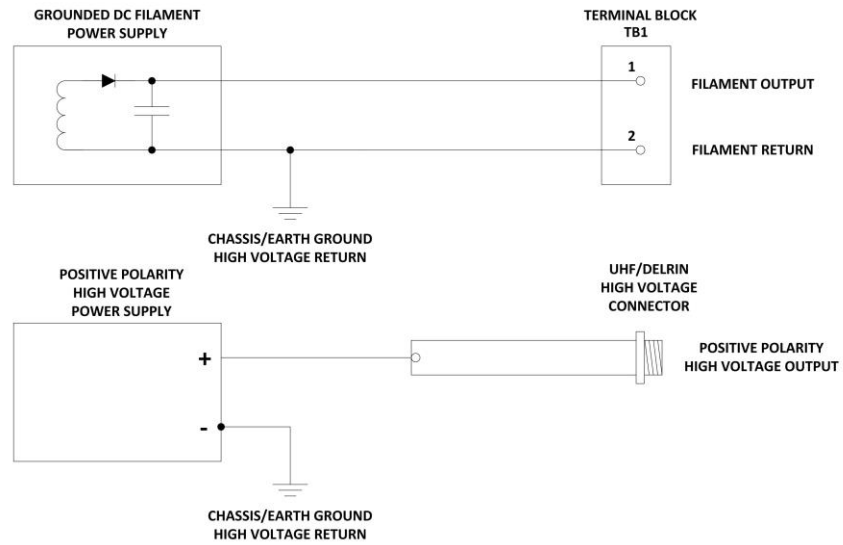 GROUNDED DC FILAMENT
POWER SUPPLY
TERMINAL BLOCK
TB1
1
FILAMENT OUTPUT
2
FILAMENT RETURN
CHASSIS/EARTH GROUND
HIGH VOLTAGE RETURN
POSITIVE POLARITY
HIGH VOLTAGE
POWER SUPPLY
UHF/DELRIN
HIGH VOLTAGE
CONNECTOR
+
POSITIVE POLARITY
HIGH VOLTAGE OUTPUT
-
CHASSIS/EARTH GROUND
HIGH VOLTAGE RETURN